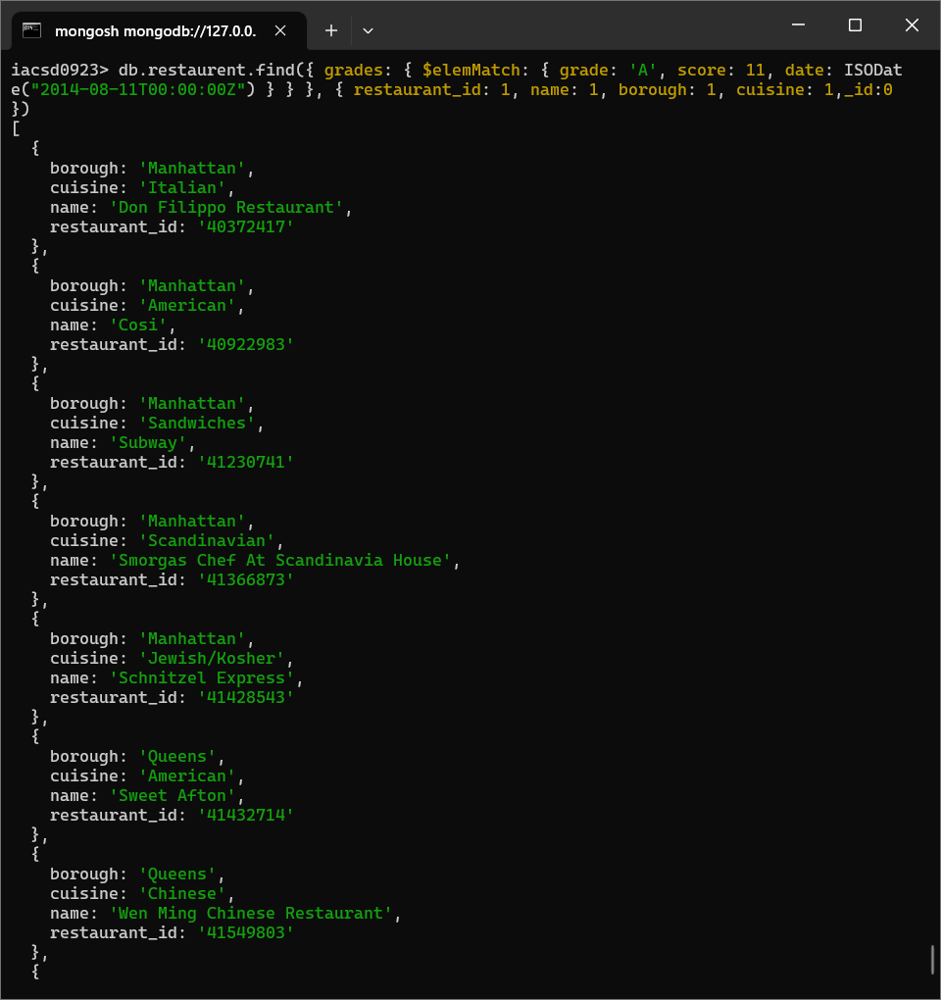 mongosh mongodb://127.0.0.
iacsd0923> db.restaurent.find({ grades: { $elemMatch: { grade: 'A', score: 11, date: ISODat
e("2014-08-11T00:00:00Z") } } }, { restaurant_id: 1, name: 1, borough: 1, cuisine: 1,_id:0
})
[
  {
    borough: 'Manhattan',
    cuisine: 'Italian',
    name: 'Don Filippo Restaurant',
    restaurant_id: '40372417'
  },
  {
    borough: 'Manhattan',
    cuisine: 'American',
    name: 'Cosi',
    restaurant_id: '40922983'
  },
  {
    borough: 'Manhattan',
    cuisine: 'Sandwiches',
    name: 'Subway',
    restaurant_id: '41230741'
  },
  {
    borough: 'Manhattan',
    cuisine: 'Scandinavian',
    name: 'Smorgas Chef At Scandinavia House',
    restaurant_id: '41366873'
  },
  {
    borough: 'Manhattan',
    cuisine: 'Jewish/Kosher',
    name: 'Schnitzel Express',
    restaurant_id: '41428543'
  },
  {
    borough: 'Queens',
    cuisine: 'American',
    name: 'Sweet Afton',
    restaurant_id: '41432714'
  },
  {
    borough: 'Queens',
    cuisine: 'Chinese',
    name: 'Wen Ming Chinese Restaurant',
    restaurant_id: '41549803'
  },
  {